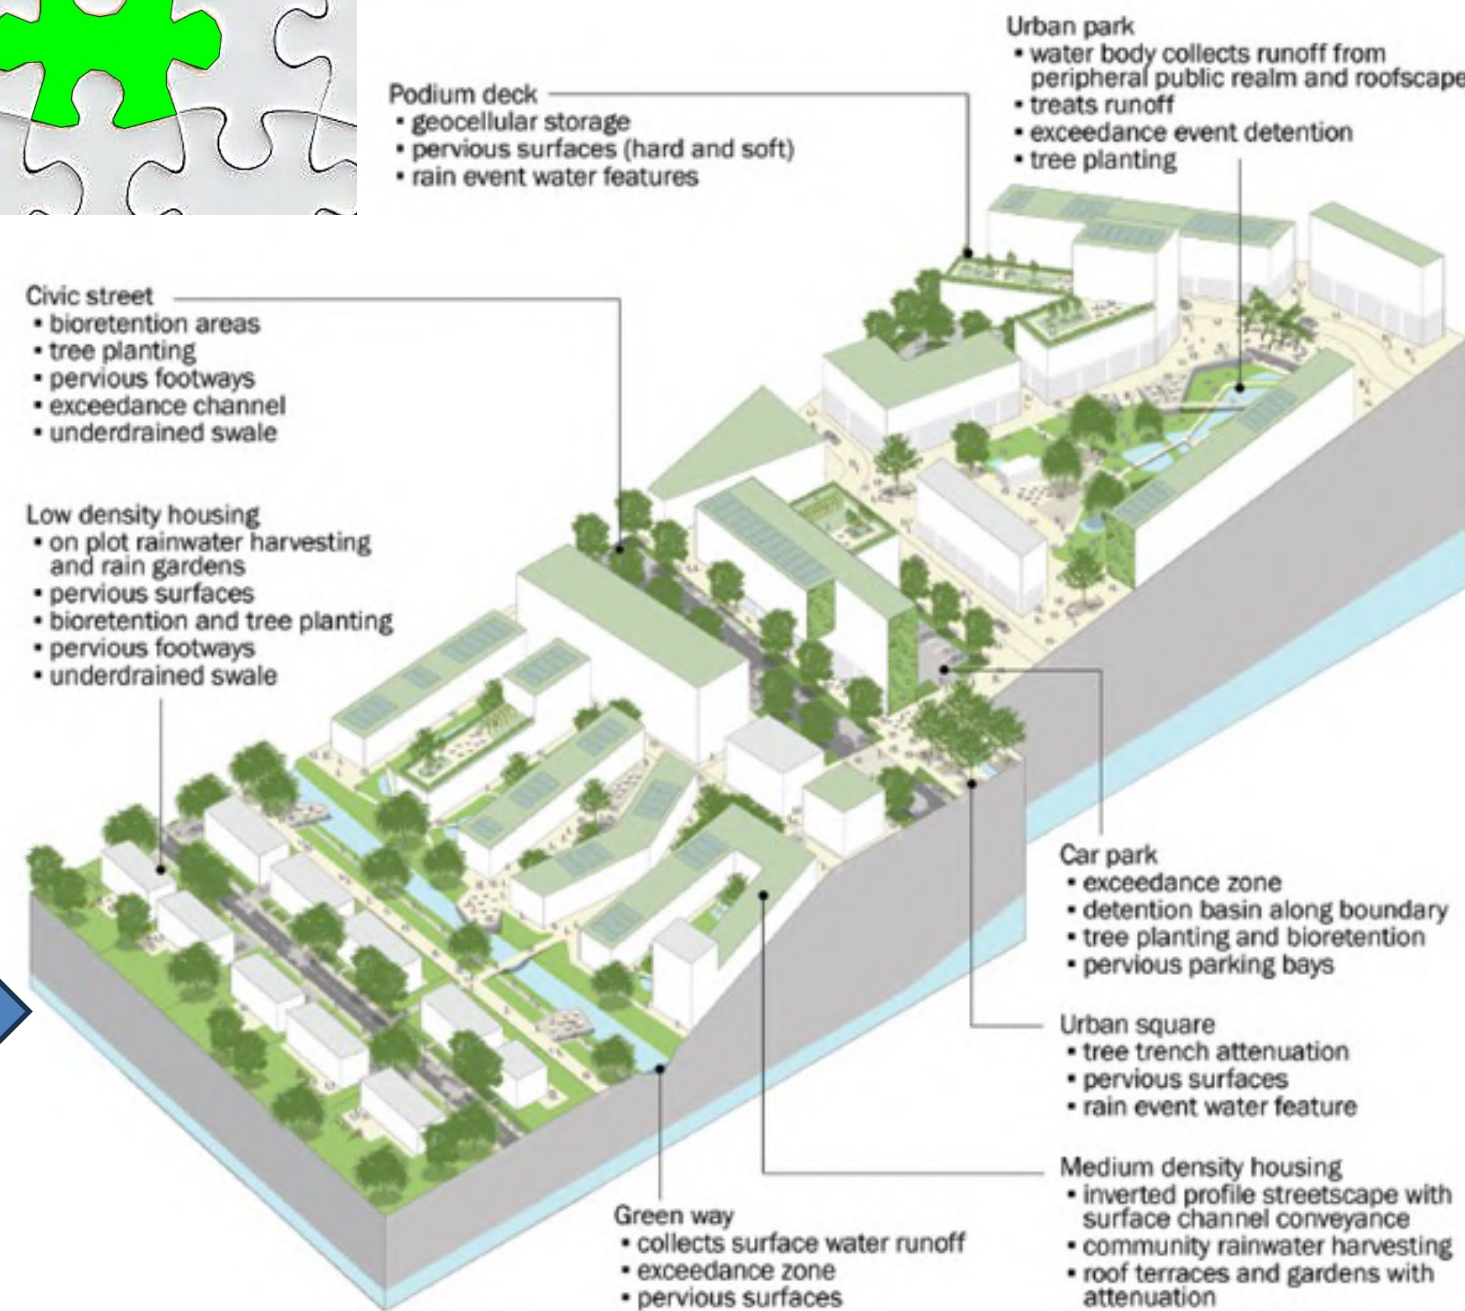 Urban park
▪ water body collects runoff from
peripheral public realm and roofscape
▪ treats runoff
▪ exceedance event detention
▪ tree planting
Podium deck
▪ geocellular storage
▪ pervious surfaces (hard and soft)
▪ rain event water features
Civic street
▪ bioretention areas
▪ tree planting
▪ pervious footways
▪ exceedance channel
▪ underdrained swale
Low density housing
▪ on plot rainwater harvesting
and rain gardens
▪ pervious surfaces
▪ bioretention and tree planting
▪ pervious footways
▪ underdrained swale
Car park
▪ exceedance zone
▪ detention basin along boundary
▪ tree planting and bioretention
▪ pervious parking bays
Urban square
▪ tree trench attenuation
▪ pervious surfaces
▪ rain event water feature
Medium density housing
▪ inverted profile streetscape with
surface channel conveyance
▪ community rainwater harvesting
▪ roof terraces and gardens with
attenuation
Green way
▪ collects surface water runoff
▪ exceedance zone
▪ pervious surfaces